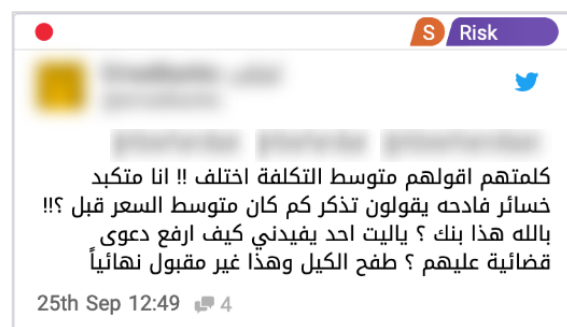 S Risk
كلمتهم اقولهم متوسط التكلفة اختلف !! انا متكبد
خسائر فادحه يقولون تذكر كم كان متوسط السعر قبل ؟!!
بالله هذا بنك ؟ ياليت احد يفيدني كيف ارفع دعوى
قضائية عليهم ؟ طفح الكيل وهذا غير مقبول نهائياً
25th Sep 12:49 4